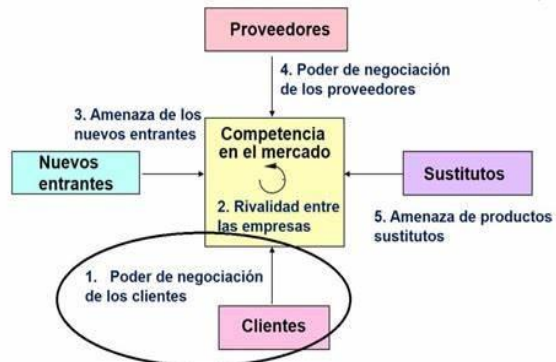 Proveedores
4. Poder de negociación
de los proveedores
3. Amenaza de los
nuevos entrantes
Competencia
en el mercado
Nuevos
entrantes
Sustitutos
2. Rivalidad entre
las empresas
5. Amenaza de productos
sustitutos
1. Poder de negociación
de los clientes
Clientes